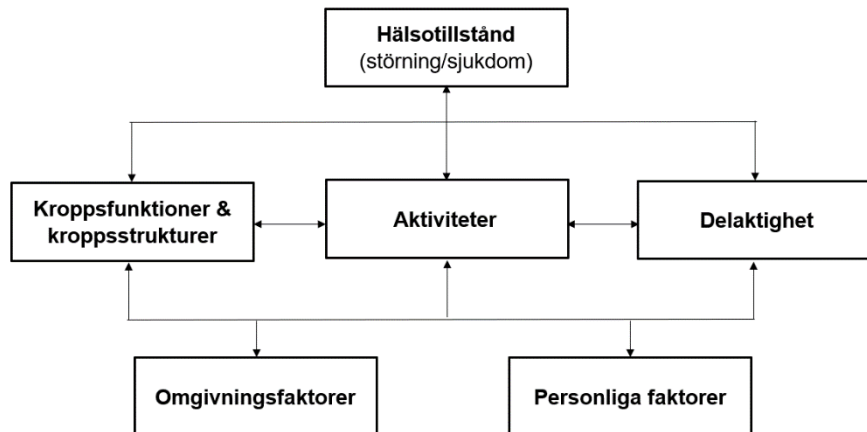 Hälsotillstånd
(störning/sjukdom)
Kroppsfunktioner &
kroppsstrukturer
Aktiviteter
Delaktighet
Omgivningsfaktorer
Personliga faktorer